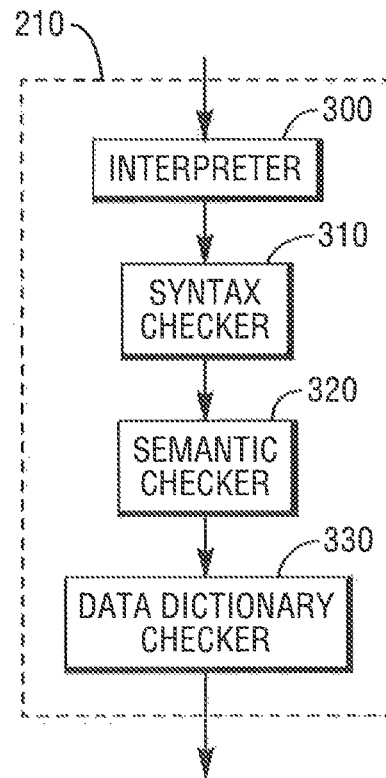 210
300
INTERPRETER
310
SYNTAX
CHECKER
320
SEMANTIC
CHECKER
330
DATA DICTIONARY
CHECKER